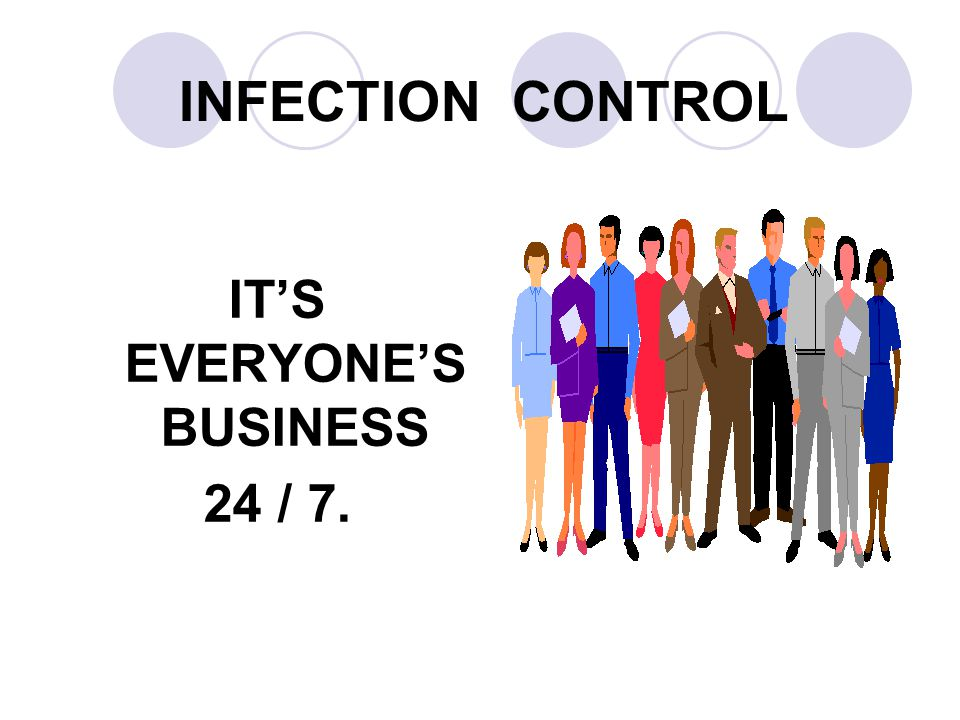 INFECTION CONTROL
IT’S
EVERYONE’S
BUSINESS
24 / 7.